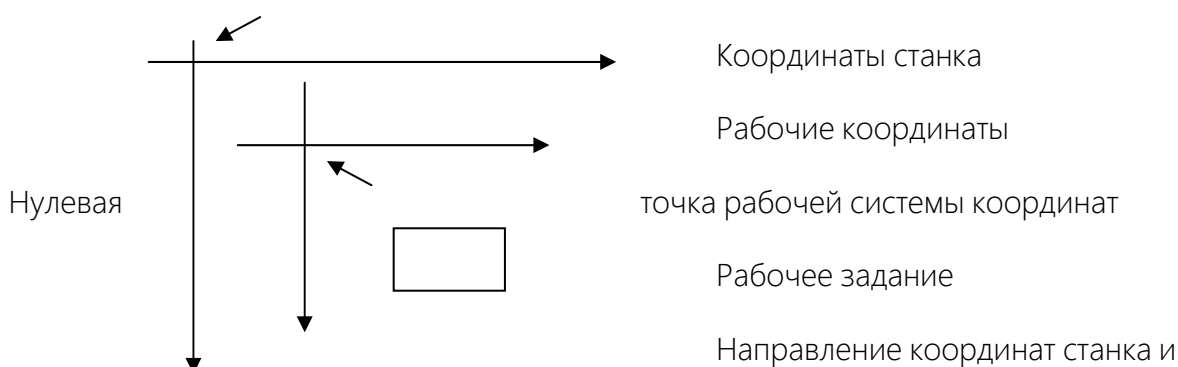 Координаты станка
Рабочие координаты
Нулевая точка рабочей системы координат
Рабочее задание
Направление координат станка и